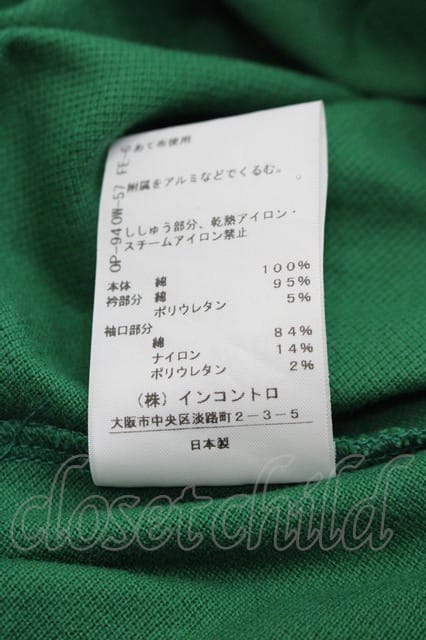 あて布使用
附属をアルミなどでくるむ。
ししゅう部分、乾熱アイロン・
スチームアイロン禁止
本体 綿 100%
衿部分 綿 95%
ポリウレタン 5%
袖口部分
綿 84%
ナイロン 14%
ポリウレタン 2%
(株)インコントロ
大阪市中央区淡路町2-3-5
日本製
OP-940W-57
closet child